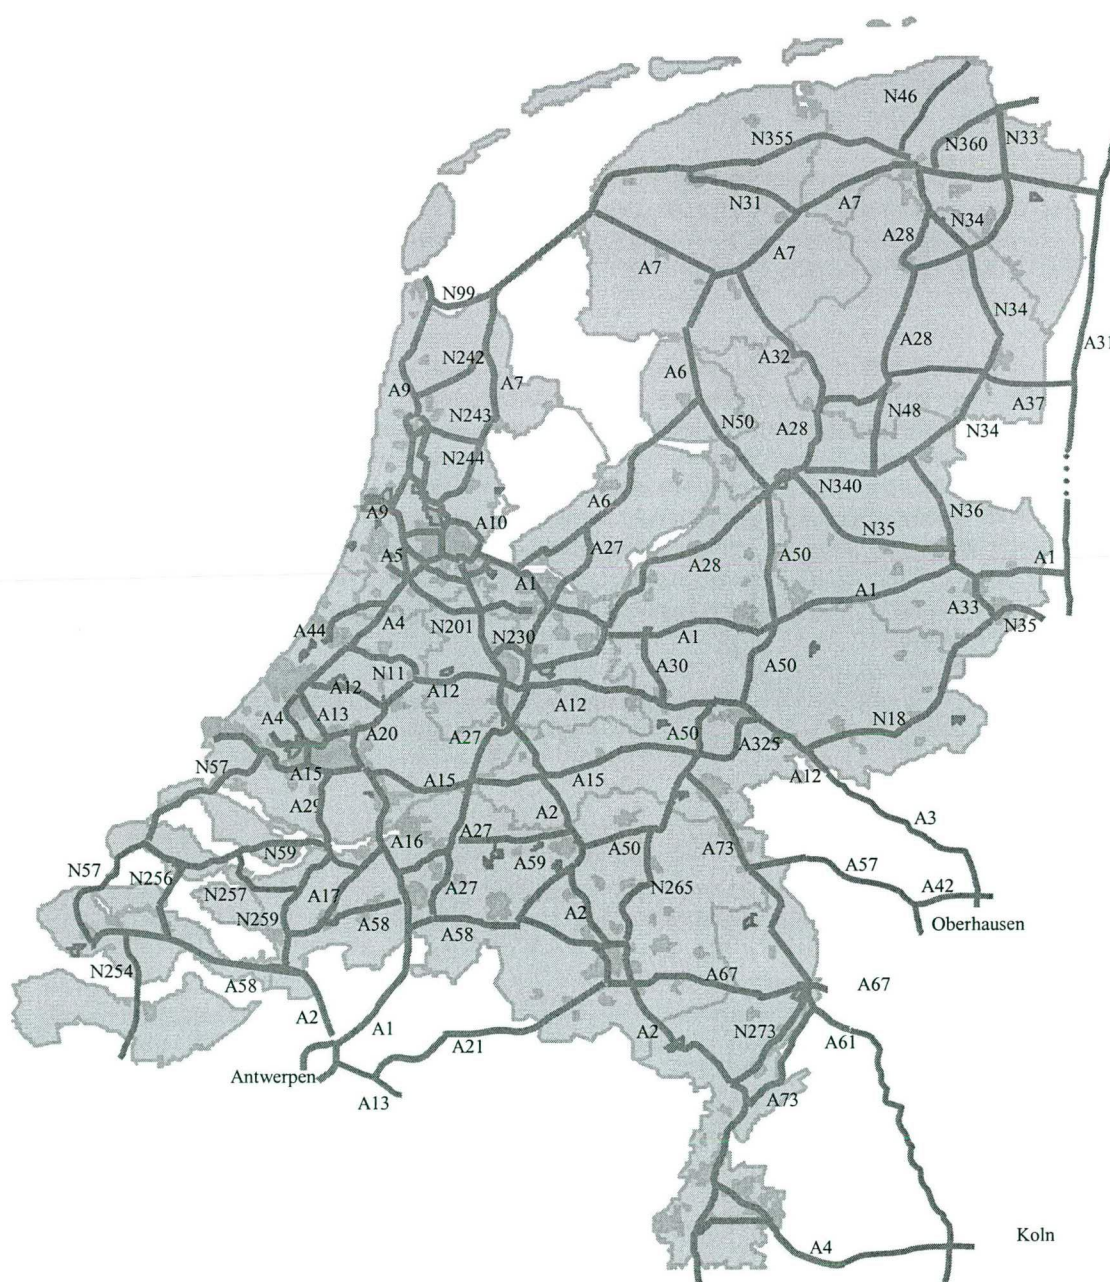 N46
N355
N360
N33
N31
A7
N34
A28
A7
A7
N99
N34
A28
A31
N242
A32
A9
A7
A6
A37
N243
N50
N48
A28
N34
N244
N340
A6
N36
A9
A10
N35
A27
A5
A50
A1
A28
A1
A1
A33
A4
N201
N230
A44
A1
N35
A30
A50
N11
A12
A12
A12
A4
A13
N18
A20
A27
A50
A325
N57
A15
A15
A15
A12
A29
A2
A3
A16
A27
N59
A59
A50
A73
N57
N256
A57
N257
A17
A27
N265
A42
N259
A58
A2
A58
Oberhausen
N254
A58
A67
A67
A2
A1
A2
N273
A61
A21
Antwerpen
A13
A73
Koln
A4